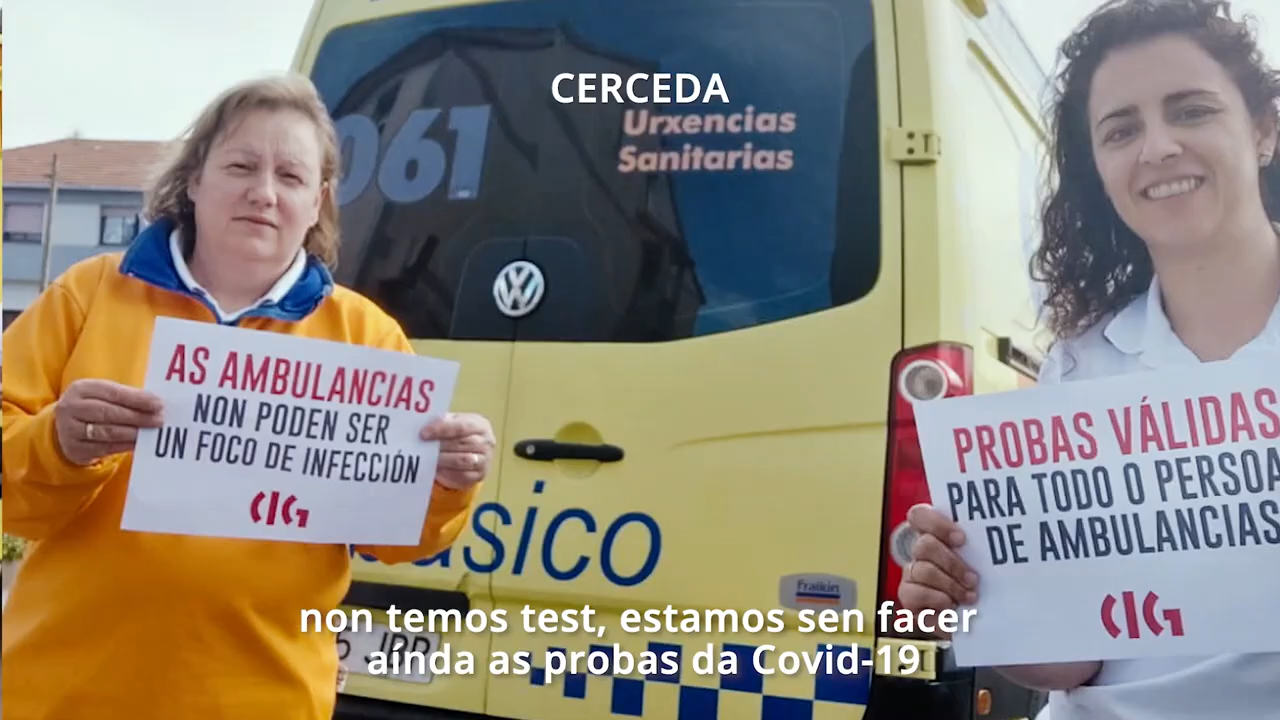 CERCEDA
061
Urxencias
Sanitarias
AS AMBULANCIAS
NON PODEN SER
UN FOCO DE INFECCIÓN
CIG
PROBAS VÁLIDAS
PARA TODO O PERSOA
DE AMBULANCIAS
CIG
Fraikin
non temos test, estamos sen facer
aínda as probas da Covid-19